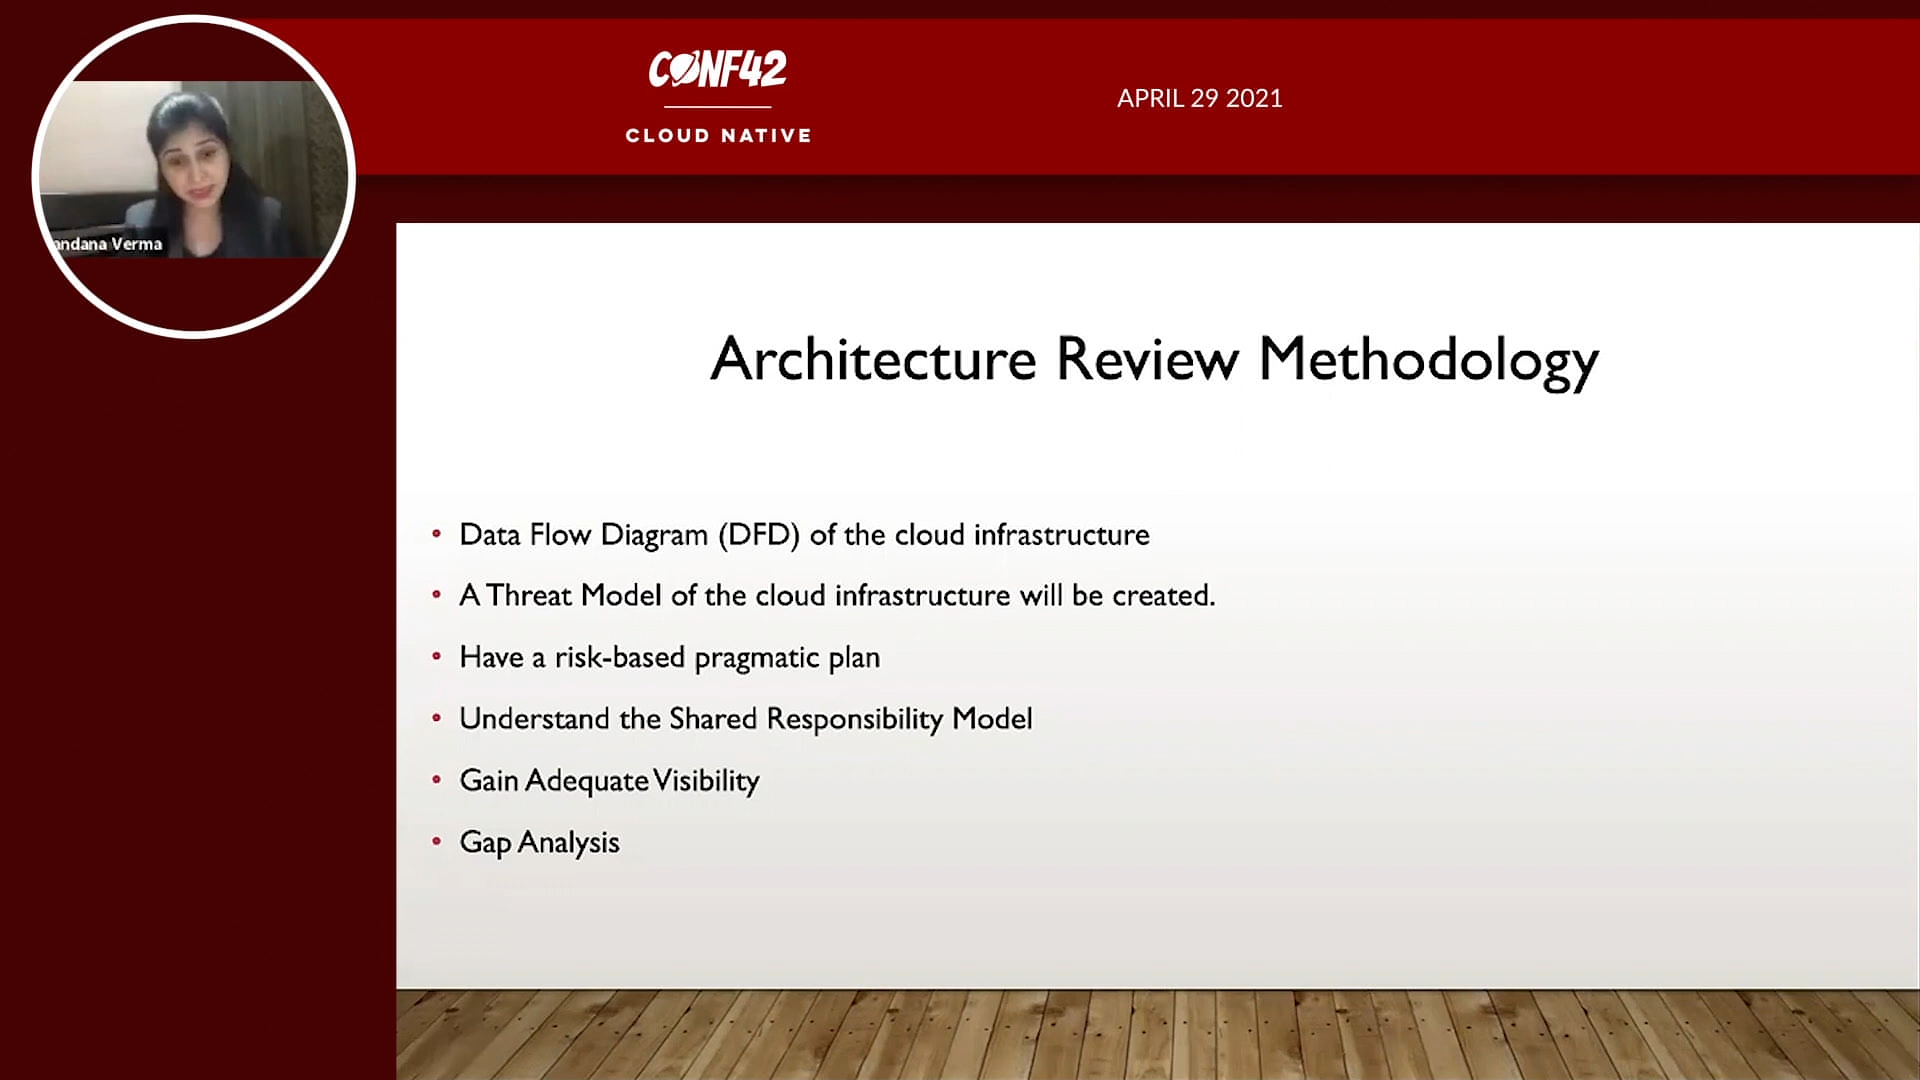 CONF42
CLOUD NATIVE
APRIL 29 2021
andana Verma
Architecture Review Methodology
• Data Flow Diagram (DFD) of the cloud infrastructure
• A Threat Model of the cloud infrastructure will be created.
• Have a risk-based pragmatic plan
• Understand the Shared Responsibility Model
• Gain Adequate Visibility
• Gap Analysis